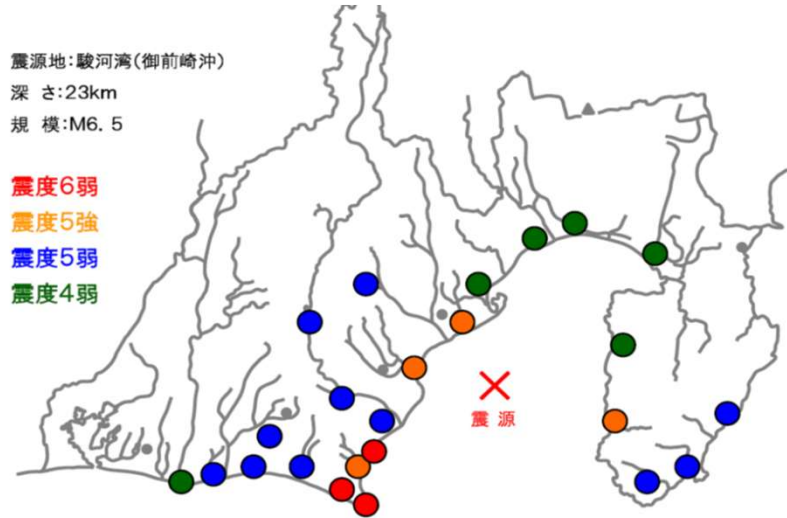 震源地:駿河湾(御前崎沖)
深 さ:23km
規 模:M6.5
震度6弱
震度5強
震度5弱
震度4弱
震 源